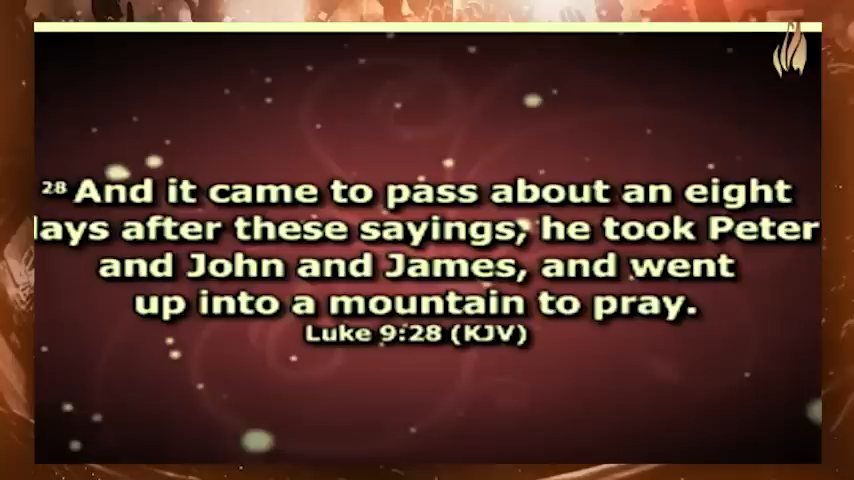 28 And it came to pass about an eight
lays after these sayings, he took Peter
and John and James, and went
up into a mountain to pray.
Luke 9:28 (KJV)